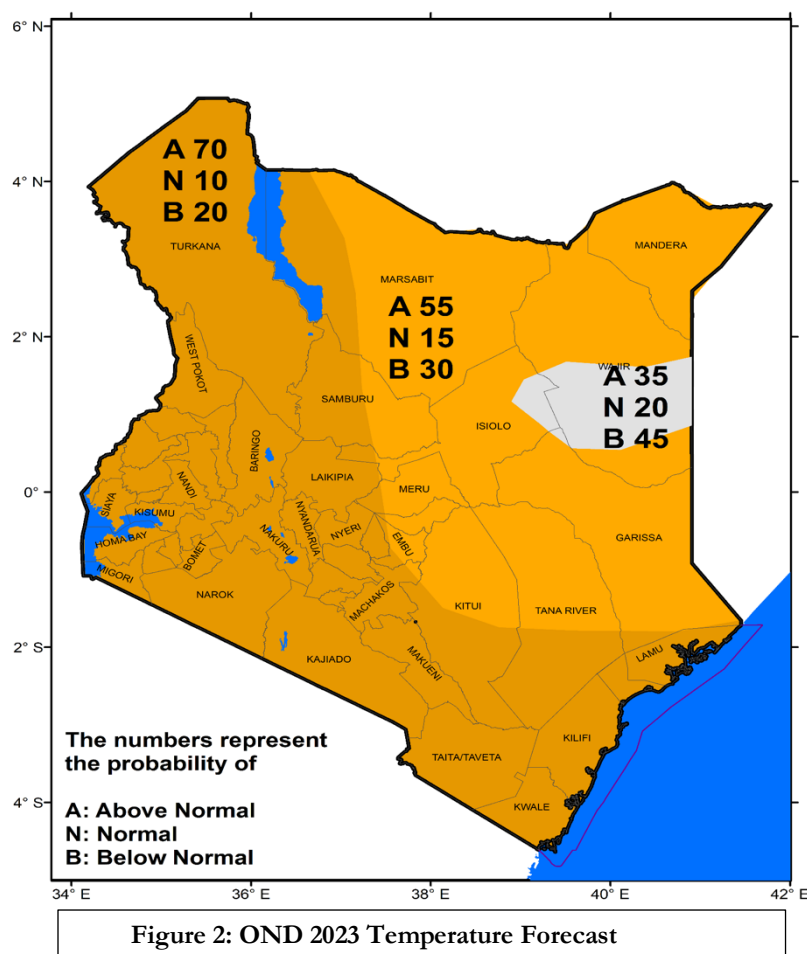 6° N
4° N
2° N
0°
2° S
4° S
A 70
N 10
B 20
TURKANA
MANDERA
MARSABIT
A 55
N 15
B 30
WAJIR
A 35
N 20
B 45
WEST POKOT
SAMBURU
ISIOLO
BARINGO
LAIKIPIA
MERU
NANDI
SIAYA
KISUMU
HOMA BAY
NYANDARUA
NYERI
NAKURU
EMBU
GARISSA
BOMET
MIGORI
NAROK
MACHAKOS
KITUI
TANA RIVER
KAJIADO
MAKUENI
LAMU
KILIFI
TAITA/TAVETA
KWALE
The numbers represent
the probability of
A: Above Normal
N: Normal
B: Below Normal
34° E
36° E
38° E
40° E
42° E
Figure 2: OND 2023 Temperature Forecast